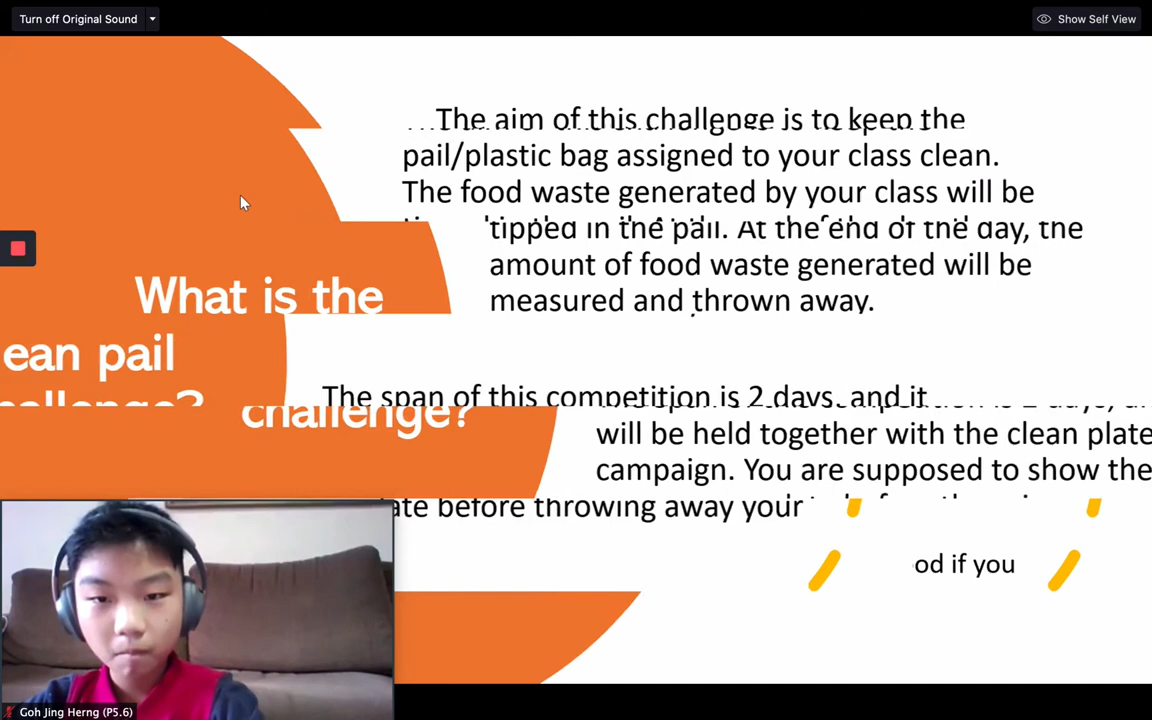 Turn off Original Sound
Show Self View
The aim of this challenge is to keep the
pail/plastic bag assigned to your class clean.
The food waste generated by your class will be
tipped in the pail. At the end of the day, the
amount of food waste generated will be
measured and thrown away.
What is the
ean pail
challenge?
The span of this competition is 2 days, and it
will be held together with the clean plate
campaign. You are supposed to show the
ate before throwing away your
od if you
Goh Jing Herng (P5.6)